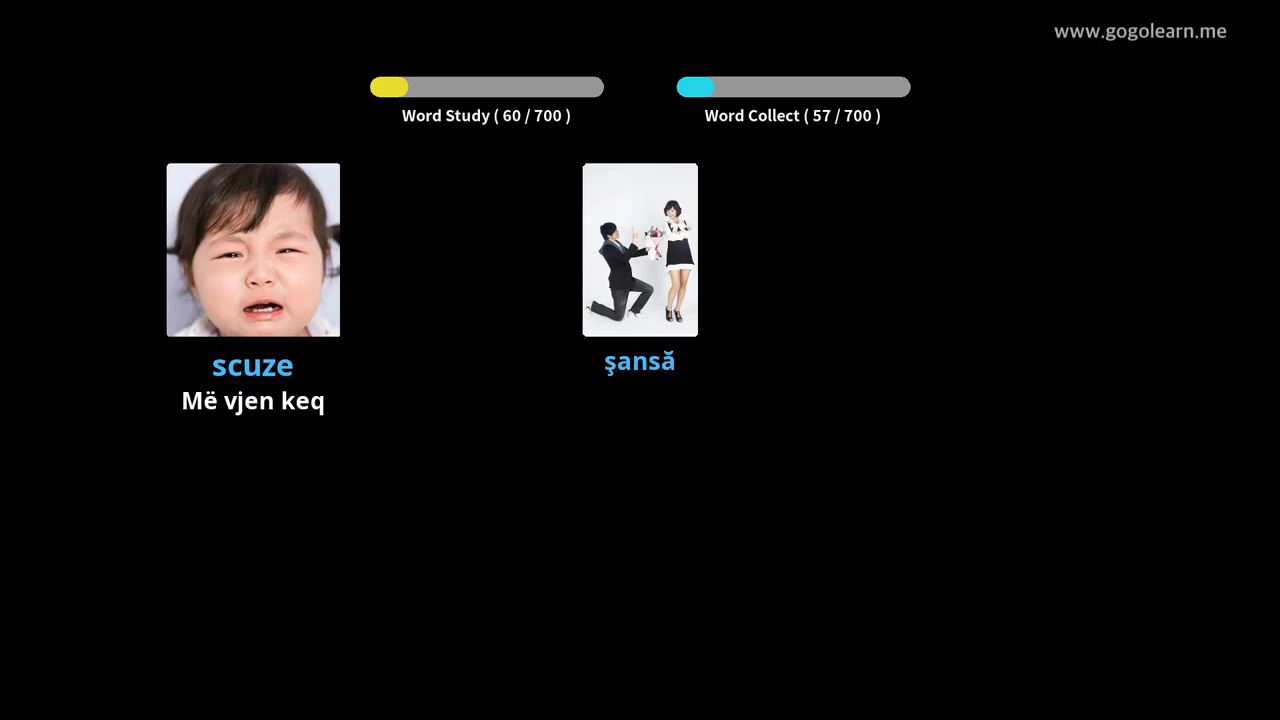 www.gogolearn.me
Word Study ( 60 / 700 )
Word Collect ( 57 / 700 )
scuze
Më vjen keq
şansă